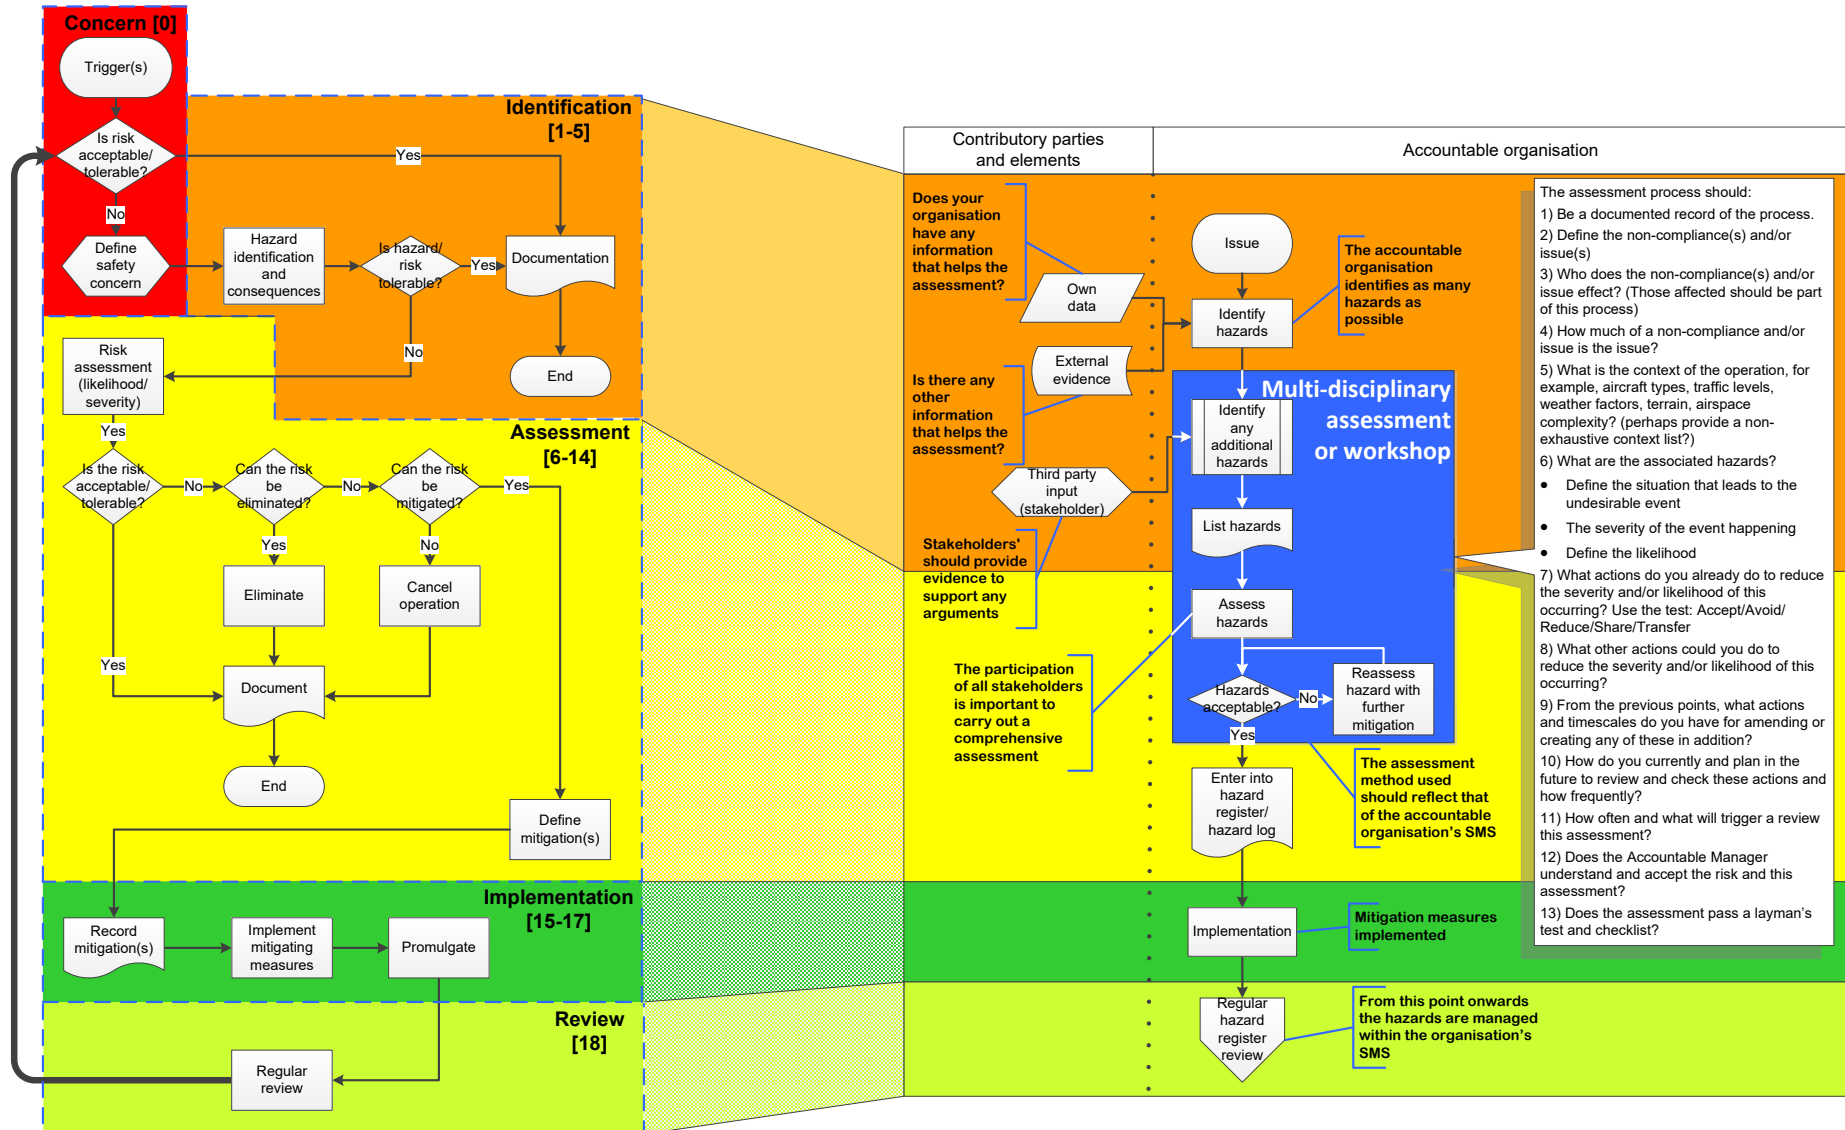 Concern [0]
Trigger(s)
Is risk
acceptable/
tolerable?
No
Yes
Define
safety
concern
Identification
[1-5]
Hazard
identification
and
consequences
Is hazard/
risk
tolerable?
Yes
No
Documentation
End
Risk
assessment
(likelihood/
severity)
Yes
Assessment
[6-14]
Is the risk
acceptable/
tolerable?
No
Can the risk
be
eliminated?
No
Can the risk
be
mitigated?
Yes
Yes
No
Eliminate
Cancel
operation
Yes
Document
End
Define
mitigation(s)
Implementation
[15-17]
Record
mitigation(s)
Implement
mitigating
measures
Promulgate
Review
[18]
Regular
review
Contributory parties
and elements
Accountable organisation
Does your
organisation
have any
information
that helps the
assessment?
Own
data
Is there any
other
information
that helps the
assessment?
External
evidence
Third party
input
(stakeholder)
Stakeholders'
should provide
evidence to
support any
arguments
The participation
of all stakeholders
is important to
carry out a
comprehensive
assessment
Issue
Identify
hazards
The accountable
organisation
identifies as many
hazards as
possible
Multi-disciplinary
assessment
or workshop
Identify
any
additional
hazards
List hazards
Assess
hazards
Hazards
acceptable?
No
Reassess
hazard with
further
mitigation
Yes
Enter into
hazard
register/
hazard log
The assessment
method used
should reflect that
of the accountable
organisation's SMS
Implementation
Mitigation measures
implemented
Regular
hazard
register
review
From this point onwards
the hazards are managed
within the organisation's
SMS
The assessment process should:
1) Be a documented record of the process.
2) Define the non-compliance(s) and/or
issue(s)
3) Who does the non-compliance(s) and/or
issue effect? (Those affected should be part
of this process)
4) How much of a non-compliance and/or
issue is the issue?
5) What is the context of the operation, for
example, aircraft types, traffic levels,
weather factors, terrain, airspace
complexity? (perhaps provide a non-
exhaustive context list?)
6) What are the associated hazards?
• Define the situation that leads to the
undesirable event
• The severity of the event happening
• Define the likelihood
7) What actions do you already do to reduce
the severity and/or likelihood of this
occurring? Use the test: Accept/Avoid/
Reduce/Share/Transfer
8) What other actions could you do to
reduce the severity and/or likelihood of this
occurring?
9) From the previous points, what actions
and timescales do you have for amending or
creating any of these in addition?
10) How do you currently and plan in the
future to review and check these actions and
how frequently?
11) How often and what will trigger a review
this assessment?
12) Does the Accountable Manager
understand and accept the risk and this
assessment?
13) Does the assessment pass a layman's
test and checklist?